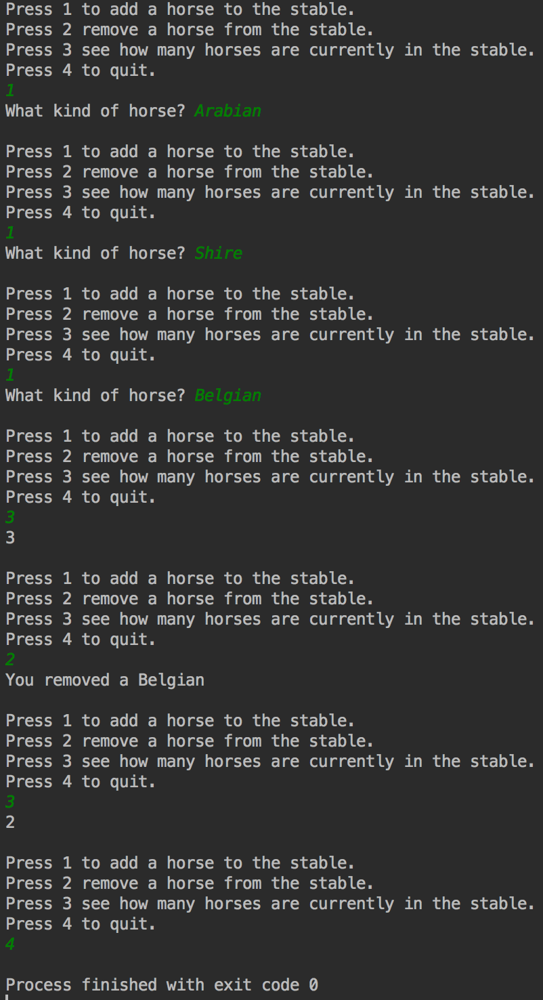 Press 1 to add a horse to the stable.
Press 2 remove a horse from the stable.
Press 3 see how many horses are currently in the stable.
Press 4 to quit.
1
What kind of horse? Arabian
Press 1 to add a horse to the stable.
Press 2 remove a horse from the stable.
Press 3 see how many horses are currently in the stable.
Press 4 to quit.
1
What kind of horse? Shire
Press 1 to add a horse to the stable.
Press 2 remove a horse from the stable.
Press 3 see how many horses are currently in the stable.
Press 4 to quit.
1
What kind of horse? Belgian
Press 1 to add a horse to the stable.
Press 2 remove a horse from the stable.
Press 3 see how many horses are currently in the stable.
Press 4 to quit.
3
3
Press 1 to add a horse to the stable.
Press 2 remove a horse from the stable.
Press 3 see how many horses are currently in the stable.
Press 4 to quit.
2
You removed a Belgian
Press 1 to add a horse to the stable.
Press 2 remove a horse from the stable.
Press 3 see how many horses are currently in the stable.
Press 4 to quit.
3
2
Press 1 to add a horse to the stable.
Press 2 remove a horse from the stable.
Press 3 see how many horses are currently in the stable.
Press 4 to quit.
4
Process finished with exit code 0